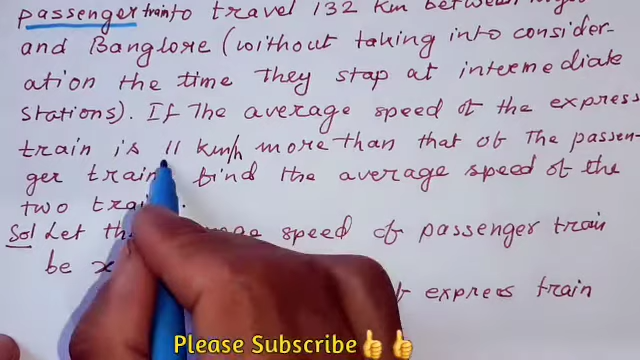 passenger train to travel 132 km between
and Banglore (without taking into consider-
ation the time they stop at intermediate
stations). If the average speed of the express
train is 11 km/h more than that of the passen-
ger train find the average speed of the
two
Sol Let speed of passenger train
be x
express train
Please Subscribe👍👍